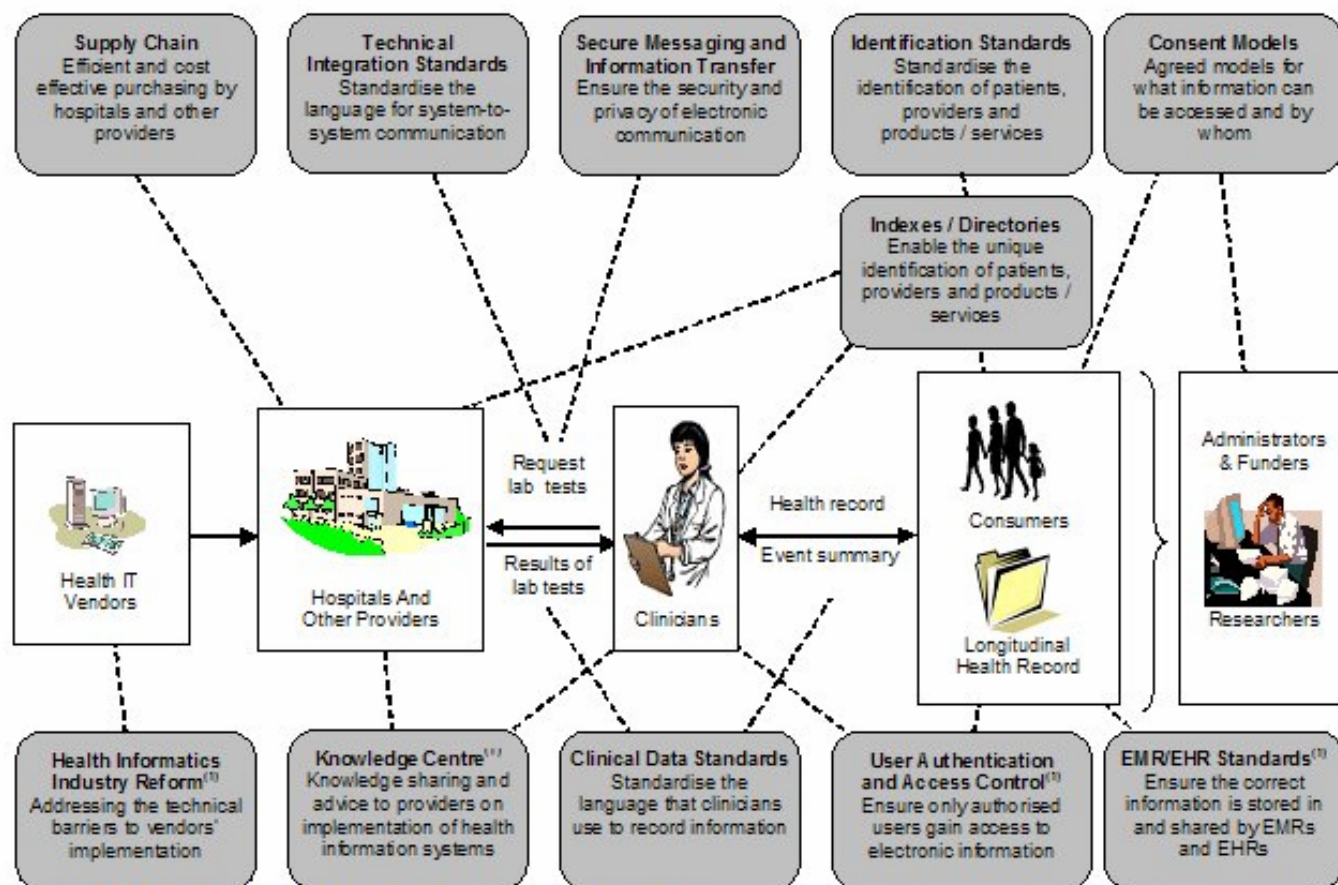 Supply Chain
Efficient and cost
effective purchasing by
hospitals and other
providers
Technical
Integration Standards
Standardise the
language for system-to-
system communication
Secure Messaging and
Information Transfer
Ensure the security and
privacy of electronic
communication
Identification Standards
Standardise the
identification of patients,
providers and
products / services
Consent Models
Agreed models for
what information can
be accessed and by
whom
Indexes / Directories
Enable the unique
identification of patients,
providers and products /
services
Health IT
Vendors
Hospitals And
Other Providers
Request
lab tests
Results of
lab tests
Clinicians
Health record
Event summary
Consumers
Longitudinal
Health Record
Administrators
& Funders
Researchers
Health Informatics
Industry Reform(1)
Addressing the technical
barriers to vendors'
implementation
Knowledge Centre(1)
Knowledge sharing and
advice to providers on
implementation of health
information systems
Clinical Data Standards
Standardise the
language that clinicians
use to record information
User Authentication
and Access Control(1)
Ensure only authorised
users gain access to
electronic information
EMR/EHR Standards(1)
Ensure the correct
information is stored in
and shared by EMRs
and EHRs